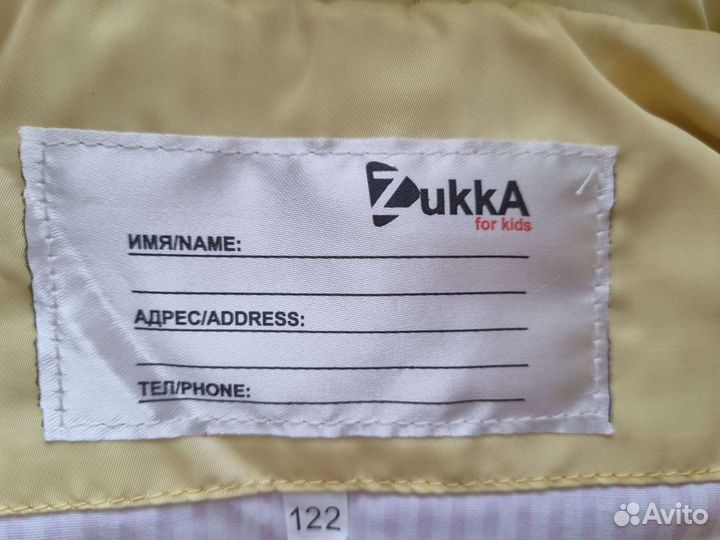 ZukkA
for kids
ИМЯ/NAME:
АДРЕС/ADDRESS:
ТЕЛ/PHONE:
122
Avito